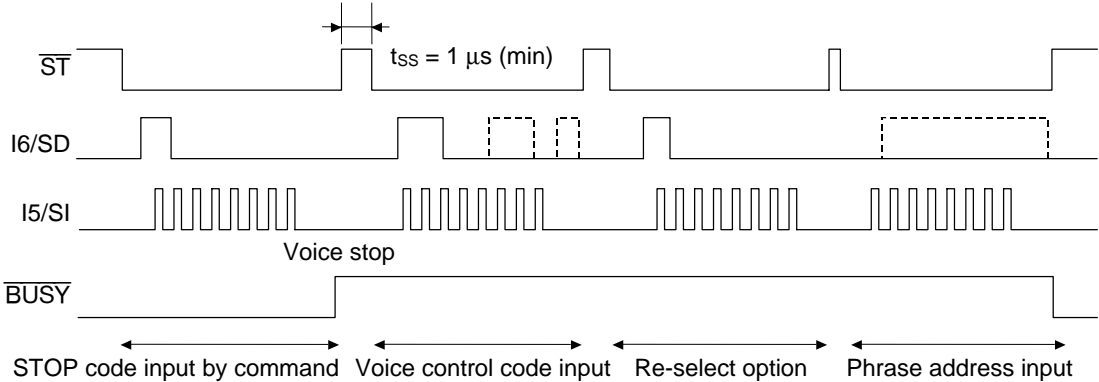 ST
tSS = 1 μs (min)
I6/SD
I5/SI
Voice stop
BUSY
STOP code input by command
Voice control code input
Re-select option
Phrase address input